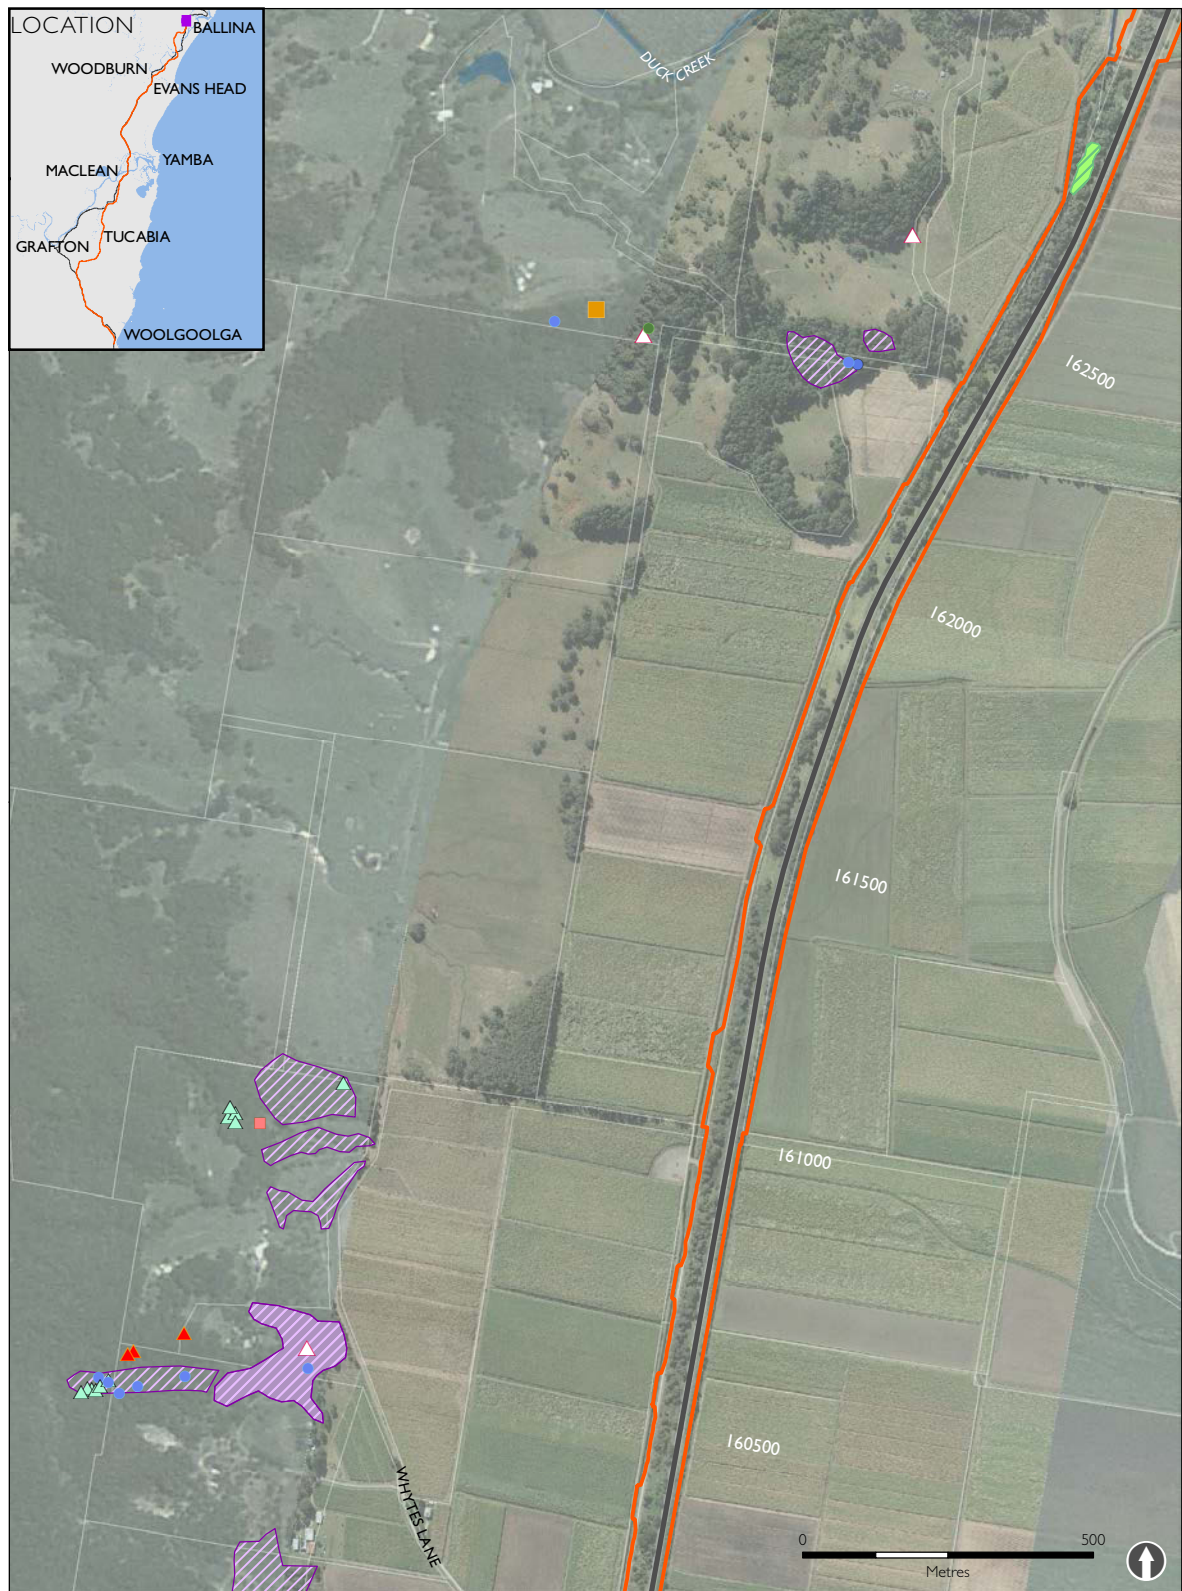 LOCATION
BALLINA
WOODBURN
EVANS HEAD
YAMBA
MACLEAN
TUCABIA
GRAFTON
WOOLGOOLGA
DUCK CREEK
162500
162000
161500
161000
160500
WHYTES LANE
0 500
Metres